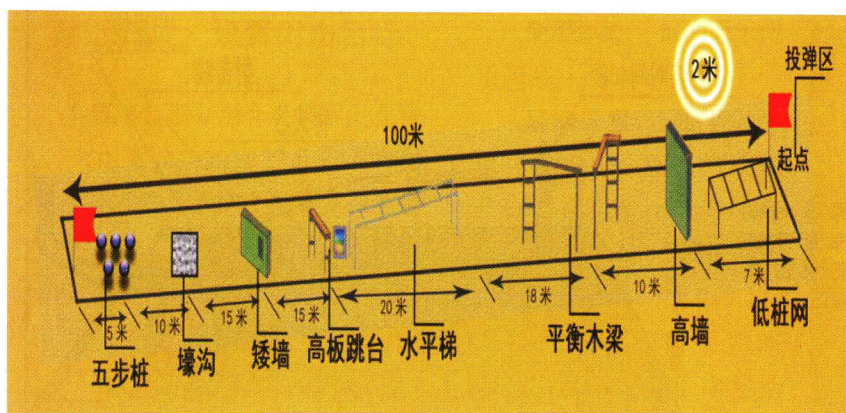 2米
投弹区
100米
起点
5米
10米
15米
15米
20米
18米
10米
7米
五步桩
壕沟
矮墙
高板跳台
水平梯
平衡木梁
高墙
低桩网